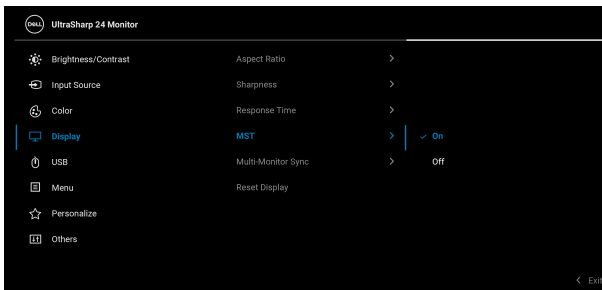 DELL UltraSharp 24 Monitor
Brightness/Contrast Aspect Ratio
Input Source Sharpness
Color Response Time
Display MST On
USB Multi-Monitor Sync Off
Menu Reset Display
Personalize
Others
Exit